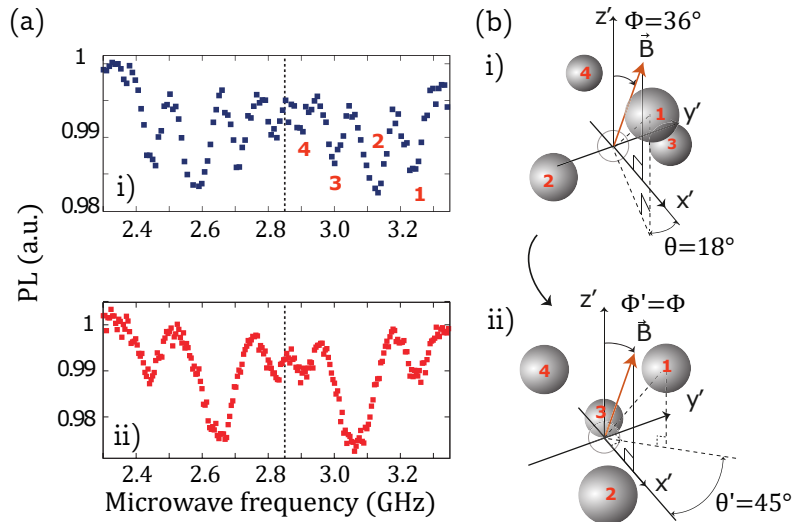 (a)
PL (a.u.)
1
0.99
0.98
i)
4
3
2
1
2.4 2.6 2.8 3.0 3.2
1
0.99
0.98
ii)
2.4 2.6 2.8 3.0 3.2
Microwave frequency (GHz)
(b)
i)
z′ Φ=36°
B⃗
4
1
y′
3
2
x′
θ=18°
ii)
z′ Φ′=Φ
B⃗
4
1
3
y′
x′
2
θ′=45°